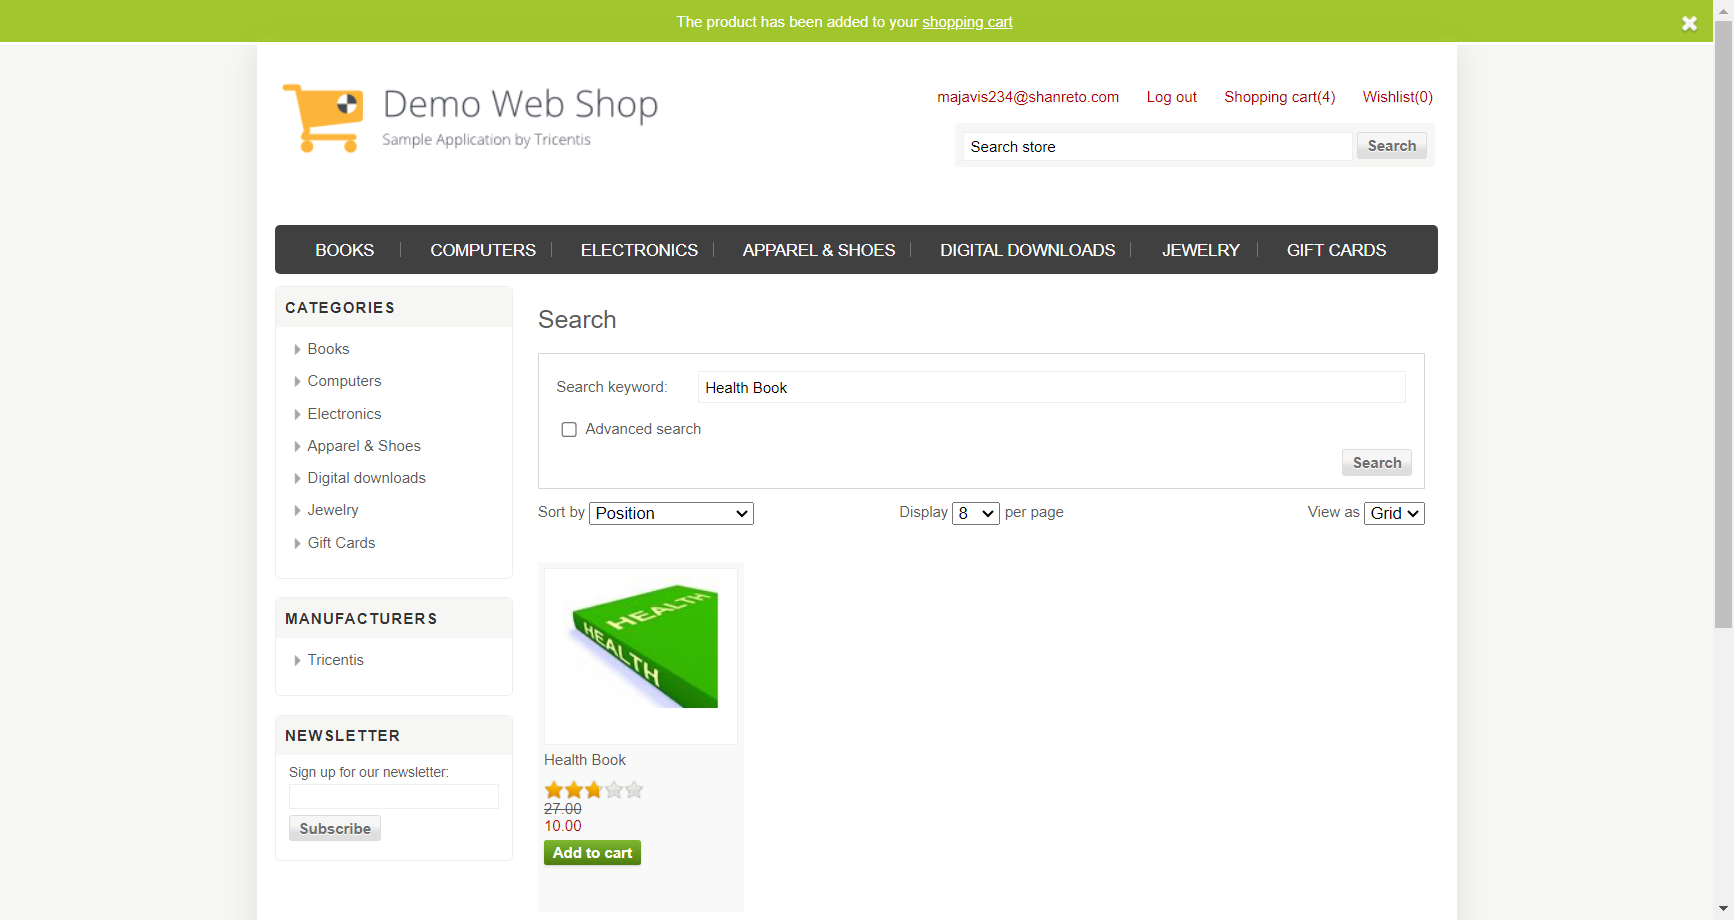 The product has been added to your shopping cart
Demo Web Shop
Sample Application by Tricentis
majavis234@shanreto.com Log out Shopping cart(4) Wishlist(0)
Search store Search
BOOKS COMPUTERS ELECTRONICS APPAREL & SHOES DIGITAL DOWNLOADS JEWELRY GIFT CARDS
CATEGORIES
Books
Computers
Electronics
Apparel & Shoes
Digital downloads
Jewelry
Gift Cards
MANUFACTURERS
Tricentis
NEWSLETTER
Sign up for our newsletter:
Subscribe
Search
Search keyword: Health Book
Advanced search
Search
Sort by Position Display 8 per page View as Grid
HEALTH
HEALTH
Health Book
27.00
10.00
Add to cart